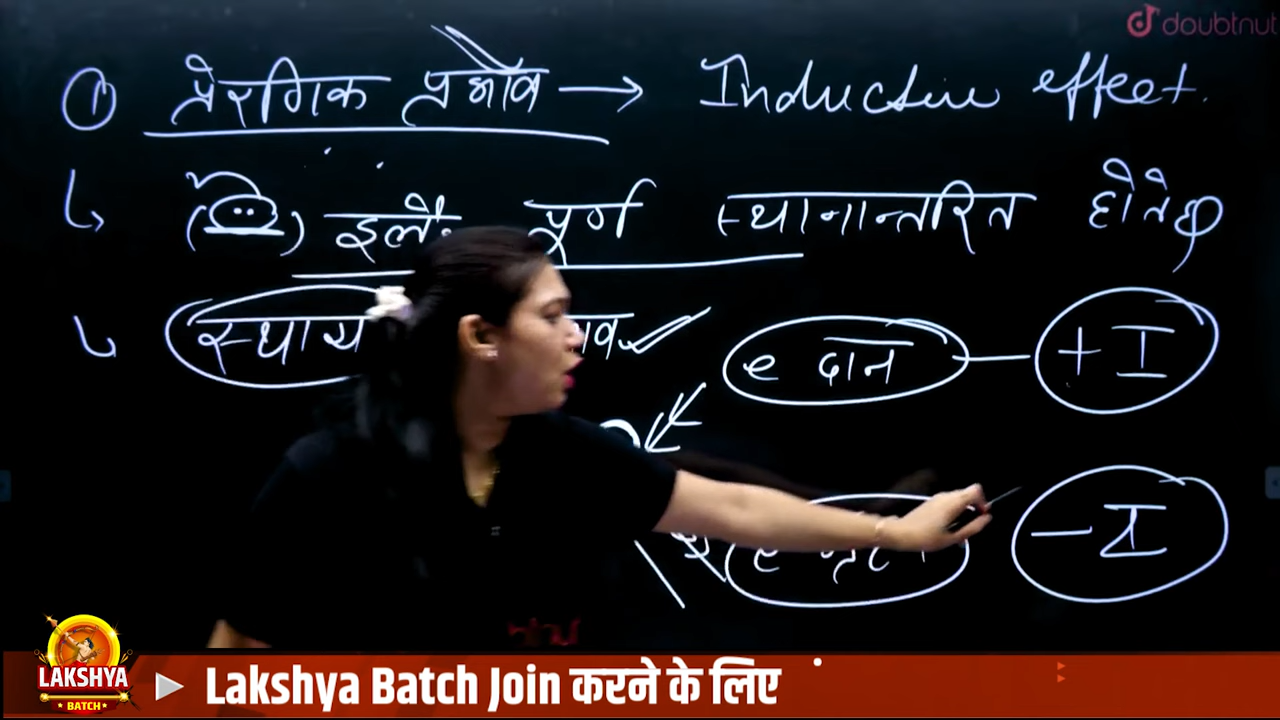 doubtnut
① प्रेरणिक प्रभाव → Inductive effect.
इले पूर्ण स्थानान्तरित होते है
✓
e दान — + I
e
− I
LAKSHYA
BATCH
Lakshya Batch Join करने के लिए